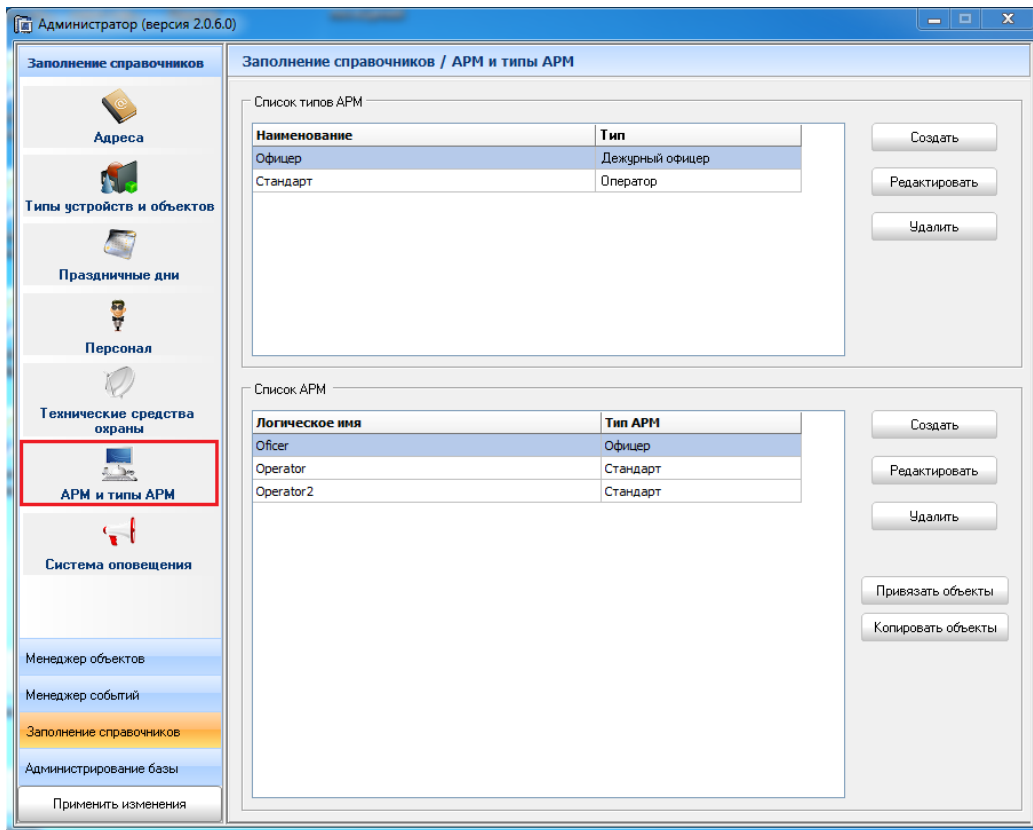 Администратор (версия 2.0.6.0)
Заполнение справочников
Адреса
Типы устройств и объектов
Праздничные дни
Персонал
Технические средства
охраны
АРМ и типы АРМ
Система оповещения
Менеджер объектов
Менеджер событий
Заполнение справочников
Администрирование базы
Применить изменения
Заполнение справочников / АРМ и типы АРМ
Список типов АРМ
Наименование Тип
Офицер Дежурный офицер
Стандарт Оператор
Создать
Редактировать
Удалить
Список АРМ
Логическое имя Тип АРМ
Oficer Офицер
Operator Стандарт
Operator2 Стандарт
Создать
Редактировать
Удалить
Привязать объекты
Копировать объекты